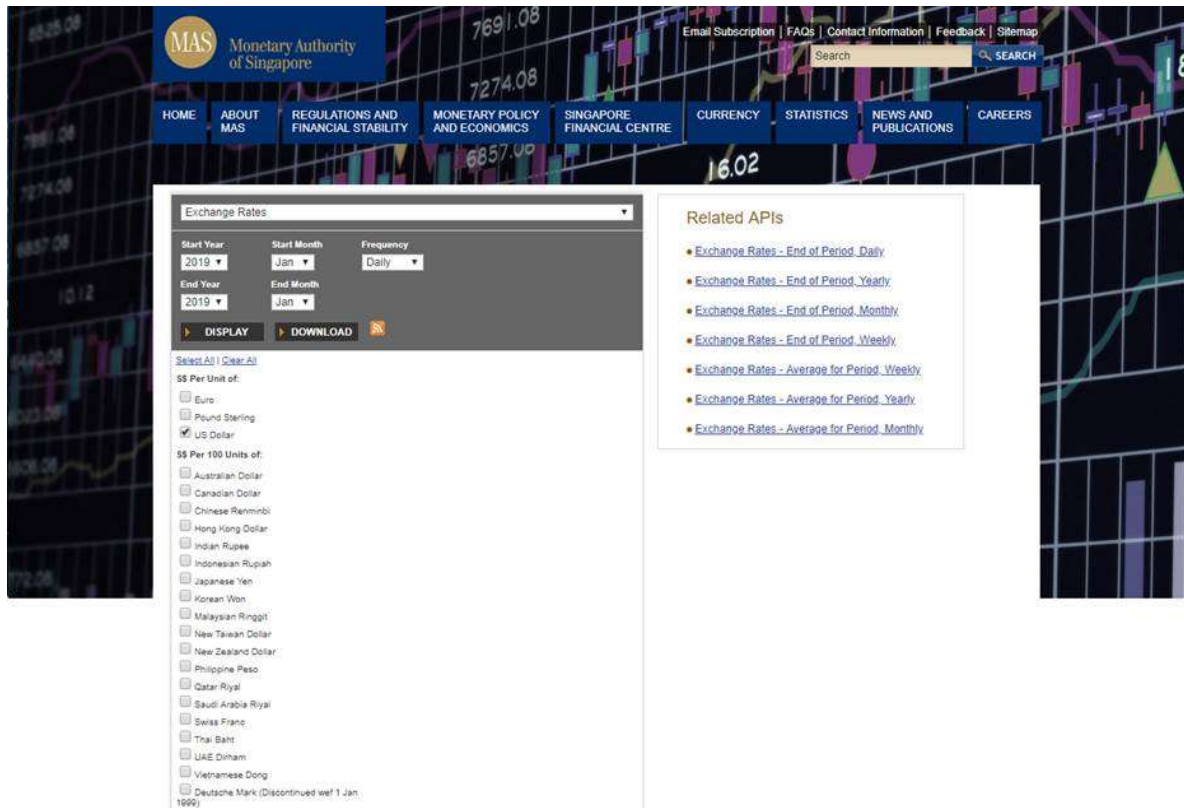 MAS
Monetary Authority
of Singapore
Email Subscription | FAQs | Contact Information | Feedback | Sitemap
Search
SEARCH
7691.08
7274.08
6857.08
16.02
7274.08
10.12
HOME
ABOUT
MAS
REGULATIONS AND
FINANCIAL STABILITY
MONETARY POLICY
AND ECONOMICS
SINGAPORE
FINANCIAL CENTRE
CURRENCY
STATISTICS
NEWS AND
PUBLICATIONS
CAREERS
Exchange Rates
Start Year
Start Month
Frequency
2019
Jan
Daily
End Year
End Month
2019
Jan
DISPLAY
DOWNLOAD
Select All | Clear All
S$ Per Unit of:
Euro
Pound Sterling
US Dollar
S$ Per 100 Units of:
Australian Dollar
Canadian Dollar
Chinese Renminbi
Hong Kong Dollar
Indian Rupee
Indonesian Rupiah
Japanese Yen
Korean Won
Malaysian Ringgit
New Taiwan Dollar
New Zealand Dollar
Philippine Peso
Qatar Riyal
Saudi Arabia Riyal
Swiss Franc
Thai Baht
UAE Dirham
Vietnamese Dong
Deutsche Mark (Discontinued wef 1 Jan
1999)
Related APIs
Exchange Rates - End of Period, Daily
Exchange Rates - End of Period, Yearly
Exchange Rates - End of Period, Monthly
Exchange Rates - End of Period, Weekly
Exchange Rates - Average for Period, Weekly
Exchange Rates - Average for Period, Yearly
Exchange Rates - Average for Period, Monthly